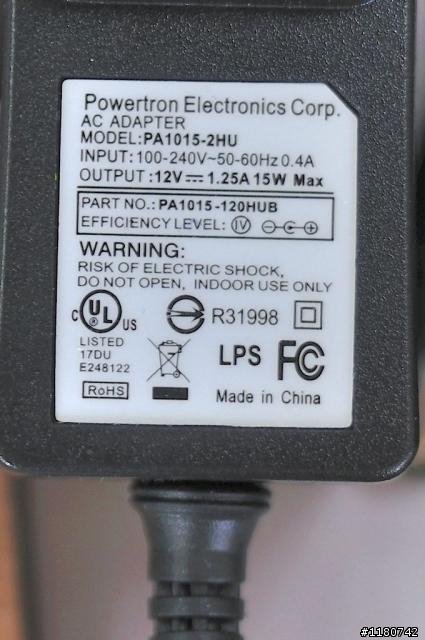 Powertron Electronics Corp.
AC ADAPTER
MODEL:PA1015-2HU
INPUT:100-240V~50-60Hz 0.4A
OUTPUT:12V⎓1.25A 15W Max
PART NO.:PA1015-120HUB
EFFICIENCY LEVEL: IV
WARNING:
RISK OF ELECTRIC SHOCK,
DO NOT OPEN, INDOOR USE ONLY
c UL US
R31998
LISTED
17DU
E248122
LPS FC
RoHS
Made in China
#1180742